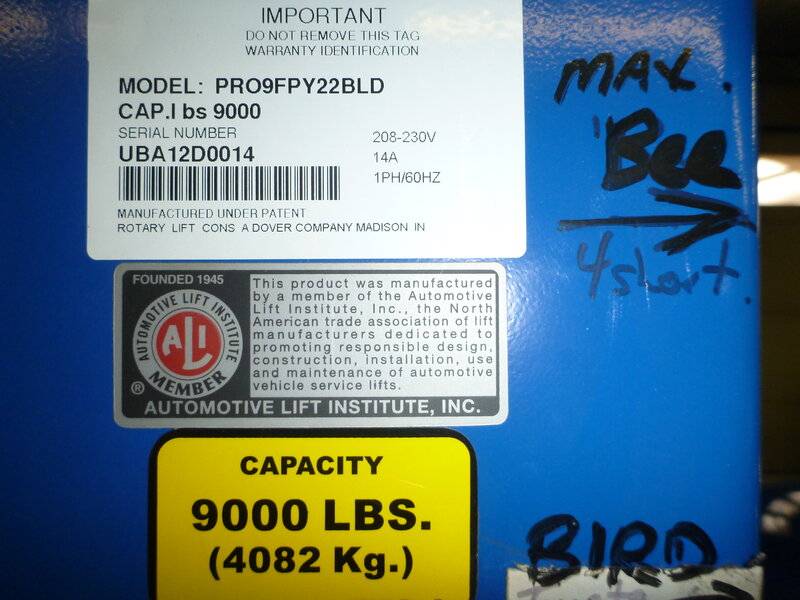 IMPORTANT
DO NOT REMOVE THIS TAG
WARRANTY IDENTIFICATION
MODEL: PRO9FPY22BLD
CAP.l bs 9000
SERIAL NUMBER
UBA12D0014
208-230V
14A
1PH/60HZ
MANUFACTURED UNDER PATENT
ROTARY LIFT CONS A DOVER COMPANY MADISON IN
FOUNDED 1945
AUTOMOTIVE LIFT INSTITUTE
ALI
MEMBER
®
This product was manufactured
by a member of the Automotive
Lift Institute, Inc., the North
American trade association of lift
manufacturers dedicated to
promoting responsible design,
construction, installation, use
and maintenance of automotive
vehicle service lifts.
AUTOMOTIVE LIFT INSTITUTE, INC.
CAPACITY
9000 LBS.
(4082 Kg.)
MAX.
Bee
4 short.
BIRD